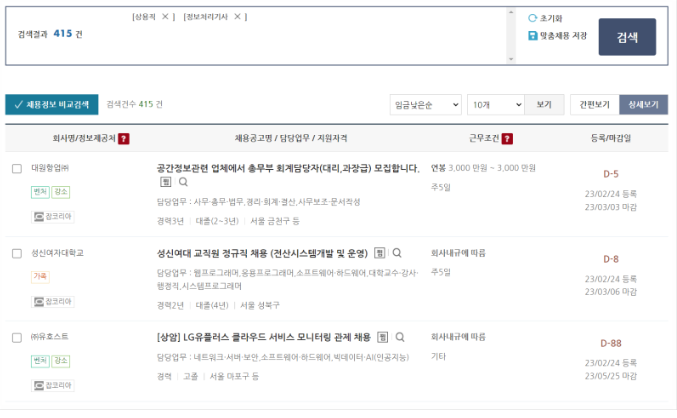 [상용직 ×] [정보처리기사 ×]
검색결과 415 건
초기화
맞춤채용 저장
검색
✓ 채용정보 비교검색
검색건수 415 건
임금낮은순
10개
보기
간편보기
상세보기
회사명/정보제공처 ?
채용공고명 / 담당업무 / 지원자격
근무조건 ?
등록/마감일
대원항업㈜
벤처 강소
잡코리아
공간정보관련 업체에서 총무부 회계담당자(대리,과장급) 모집합니다.
웹
담당업무 : 사무·총무·법무,경리·회계·결산,사무보조·문서작성
경력3년 | 대졸(2~3년) | 서울 금천구 등
연봉 3,000 만원 ~ 3,000 만원
주5일
D-5
23/02/24 등록
23/03/03 마감
성신여자대학교
가족
잡코리아
성신여대 교직원 정규직 채용 (전산시스템개발 및 운영) 웹
담당업무 : 웹프로그래머,응용프로그래머,소프트웨어·하드웨어,대학교수·강사·
행정직,시스템프로그래머
경력2년 | 대졸(4년) | 서울 성북구
회사내규에 따름
주5일
D-8
23/02/24 등록
23/03/06 마감
㈜유호스트
벤처 강소
잡코리아
[상암] LG유플러스 클라우드 서비스 모니터링 관제 채용 웹
담당업무 : 네트워크·서버·보안,소프트웨어·하드웨어,빅데이터·AI(인공지능)
경력 | 고졸 | 서울 마포구 등
회사내규에 따름
기타
D-88
23/02/24 등록
23/05/25 마감